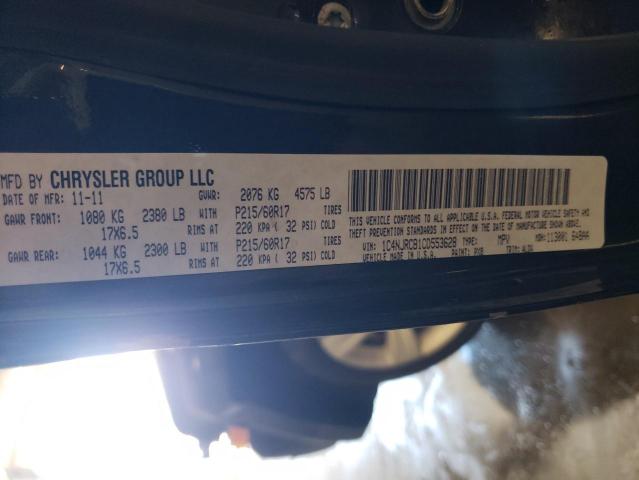 MFD BY CHRYSLER GROUP LLC
DATE OF MFR: 11-11 GVWR: 2076 KG 4575 LB
GAWR FRONT: 1080 KG 2380 LB WITH P215/60R17 TIRES
17X6.5 RIMS AT 220 KPA ( 32 PSI) COLD
GAWR REAR: 1044 KG 2300 LB WITH P215/60R17 TIRES
17X6.5 RIMS AT 220 KPA ( 32 PSI) COLD
THIS VEHICLE CONFORMS TO ALL APPLICABLE U.S.A. FEDERAL MOTOR VEHICLE SAFETY AND
THEFT PREVENTION STANDARDS IN EFFECT ON THE DATE OF MANUFACTURE SHOWN ABOVE.
VIN: 1C4NJRCB1CD553628 TYPE: MPV MDH: 113001 6ABAA
VEHICLE MADE IN U.S.A. PAINT: TRIM: